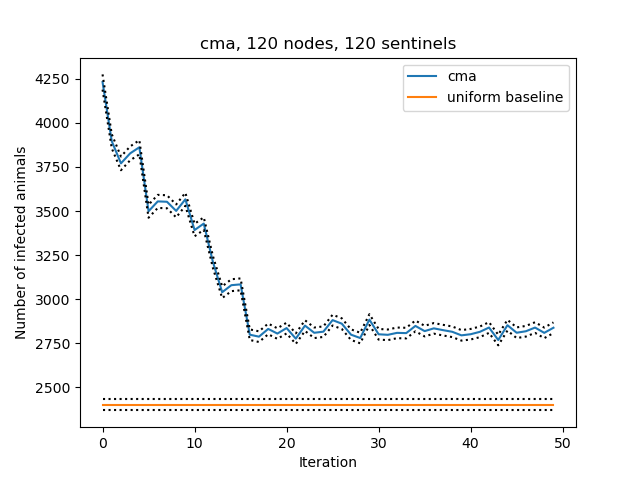 cma, 120 nodes, 120 sentinels
cma
uniform baseline
Number of infected animals
4250
4000
3750
3500
3250
3000
2750
2500
0 10 20 30 40 50
Iteration